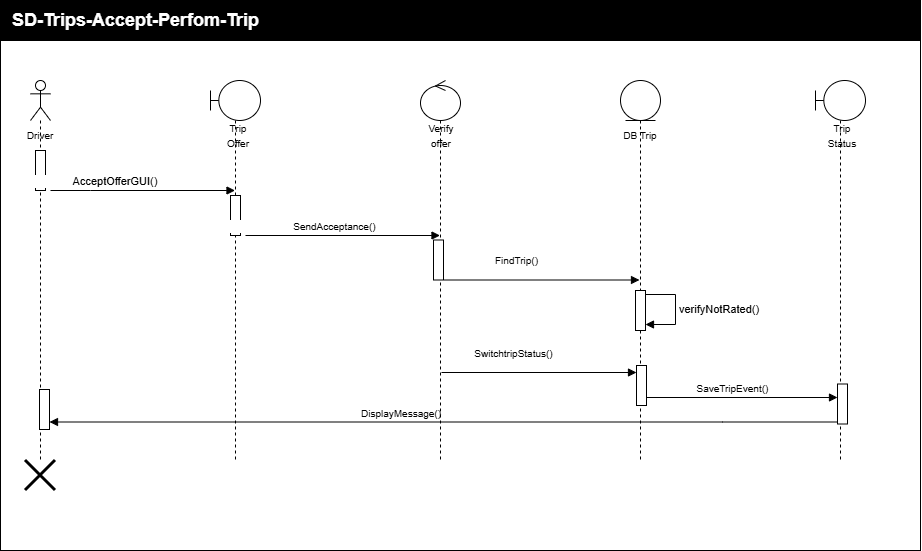 SD-Trips-Accept-Perfom-Trip
Driver
Trip
Offer
Verify
offer
DB Trip
Trip
Status
AcceptOfferGUI()
SendAcceptance()
FindTrip()
verifyNotRated()
SwitchtripStatus()
SaveTripEvent()
DisplayMessage()